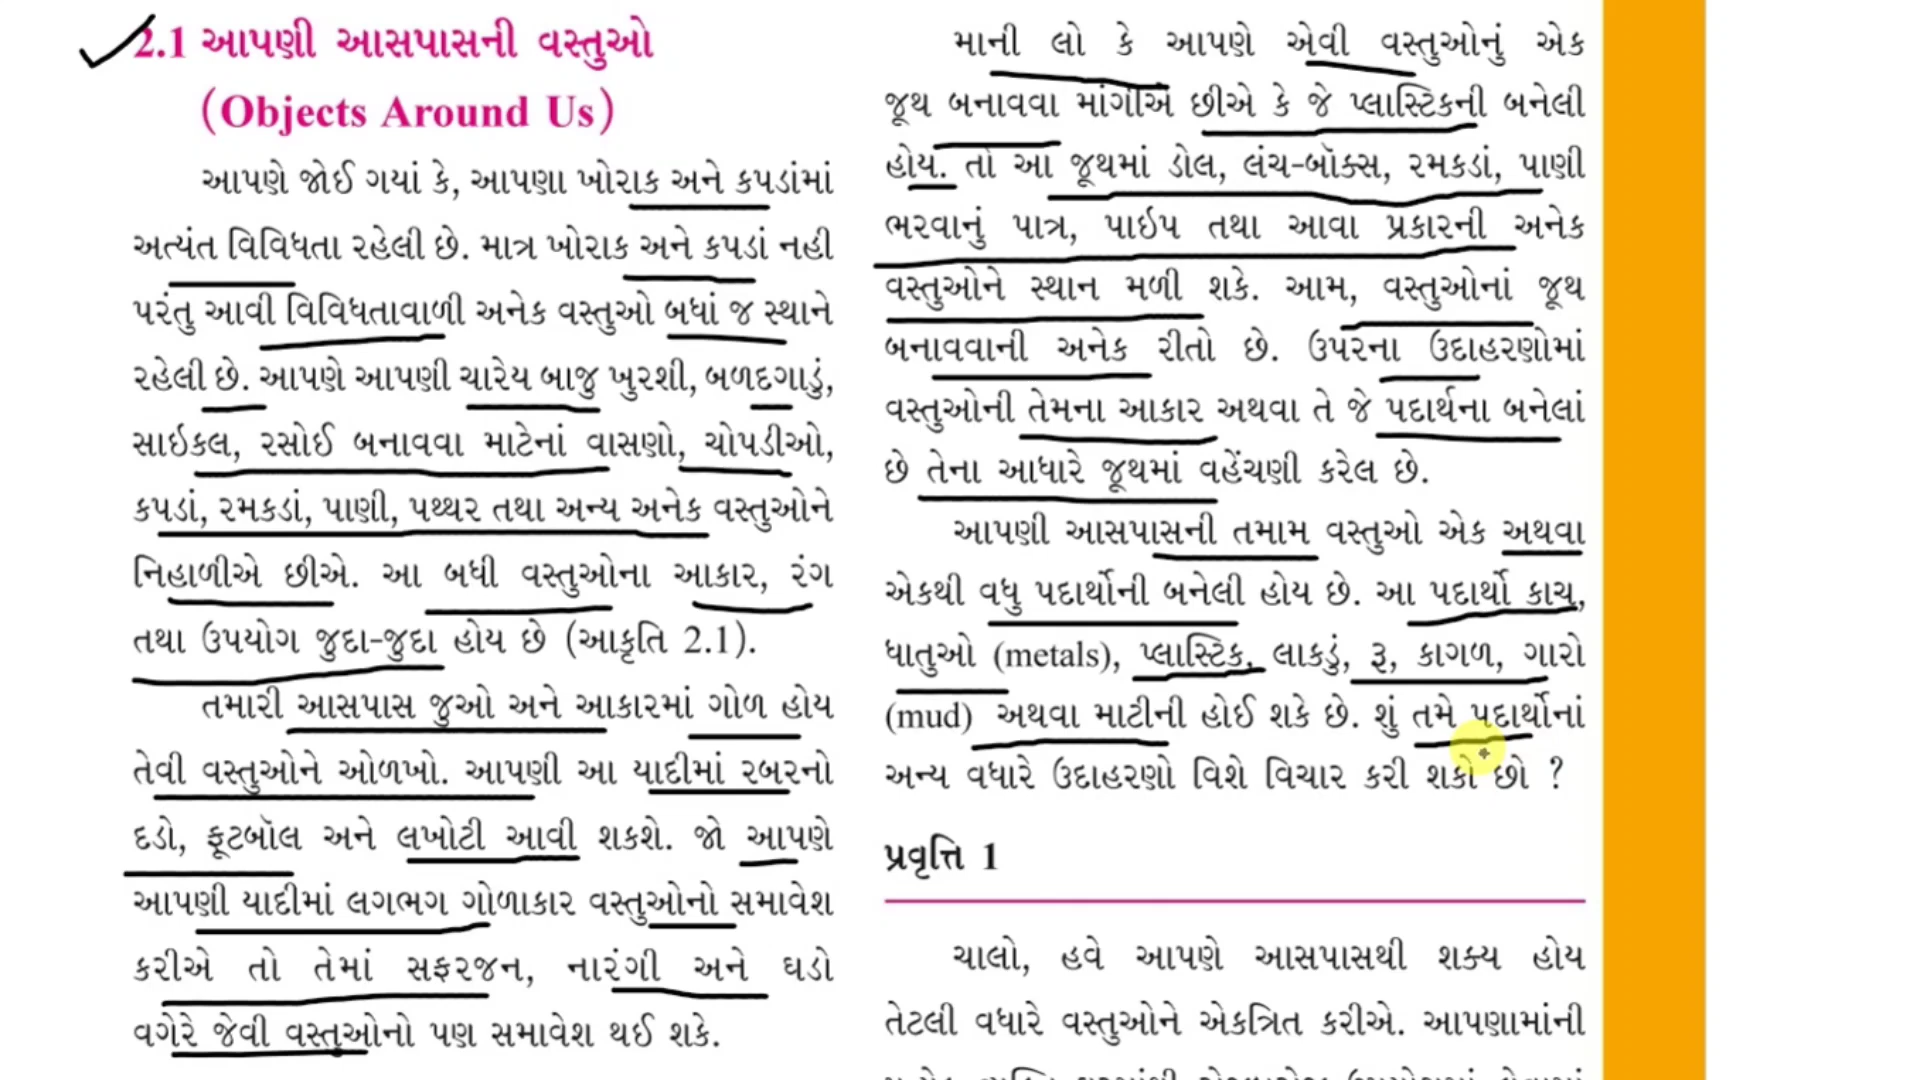 2.1 આપણી આસપાસની વસ્તુઓ
(Objects Around Us)
આપણે જોઈ ગયાં કે, આપણા ખોરાક અને કપડાંમાં
અત્યંત વિવિધતા રહેલી છે. માત્ર ખોરાક અને કપડાં નહી
પરંતુ આવી વિવિધતાવાળી અનેક વસ્તુઓ બધાં જ સ્થાને
રહેલી છે. આપણે આપણી ચારેય બાજુ ખુરશી, બળદગાડું,
સાઇકલ, રસોઈ બનાવવા માટેનાં વાસણો, ચોપડીઓ,
કપડાં, રમકડાં, પાણી, પથ્થર તથા અન્ય અનેક વસ્તુઓને
નિહાળીએ છીએ. આ બધી વસ્તુઓના આકાર, રંગ
તથા ઉપયોગ જુદા-જુદા હોય છે (આકૃતિ 2.1).
તમારી આસપાસ જુઓ અને આકારમાં ગોળ હોય
તેવી વસ્તુઓને ઓળખો. આપણી આ યાદીમાં રબરનો
દડો, ફૂટબૉલ અને લખોટી આવી શકશે. જો આપણે
આપણી યાદીમાં લગભગ ગોળાકાર વસ્તુઓનો સમાવેશ
કરીએ તો તેમાં સફરજન, નારંગી અને ઘડો
વગેરે જેવી વસ્તુઓનો પણ સમાવેશ થઈ શકે.
માની લો કે આપણે એવી વસ્તુઓનું એક
જૂથ બનાવવા માંગીએ છીએ કે જે પ્લાસ્ટિકની બનેલી
હોય. તો આ જૂથમાં ડોલ, લંચ-બૉક્સ, રમકડાં, પાણી
ભરવાનું પાત્ર, પાઇપ તથા આવા પ્રકારની અનેક
વસ્તુઓને સ્થાન મળી શકે. આમ, વસ્તુઓનાં જૂથ
બનાવવાની અનેક રીતો છે. ઉપરના ઉદાહરણોમાં
વસ્તુઓની તેમના આકાર અથવા તે જે પદાર્થના બનેલાં
છે તેના આધારે જૂથમાં વહેંચણી કરેલ છે.
આપણી આસપાસની તમામ વસ્તુઓ એક અથવા
એકથી વધુ પદાર્થોની બનેલી હોય છે. આ પદાર્થો કાચ,
ધાતુઓ (metals), પ્લાસ્ટિક, લાકડું, રૂ, કાગળ, ગારો
(mud) અથવા માટીની હોઈ શકે છે. શું તમે પદાર્થોનાં
અન્ય વધારે ઉદાહરણો વિશે વિચાર કરી શકો છો ?
પ્રવૃત્તિ 1
ચાલો, હવે આપણે આસપાસથી શક્ય હોય
તેટલી વધારે વસ્તુઓને એકત્રિત કરીએ. આપણામાંની